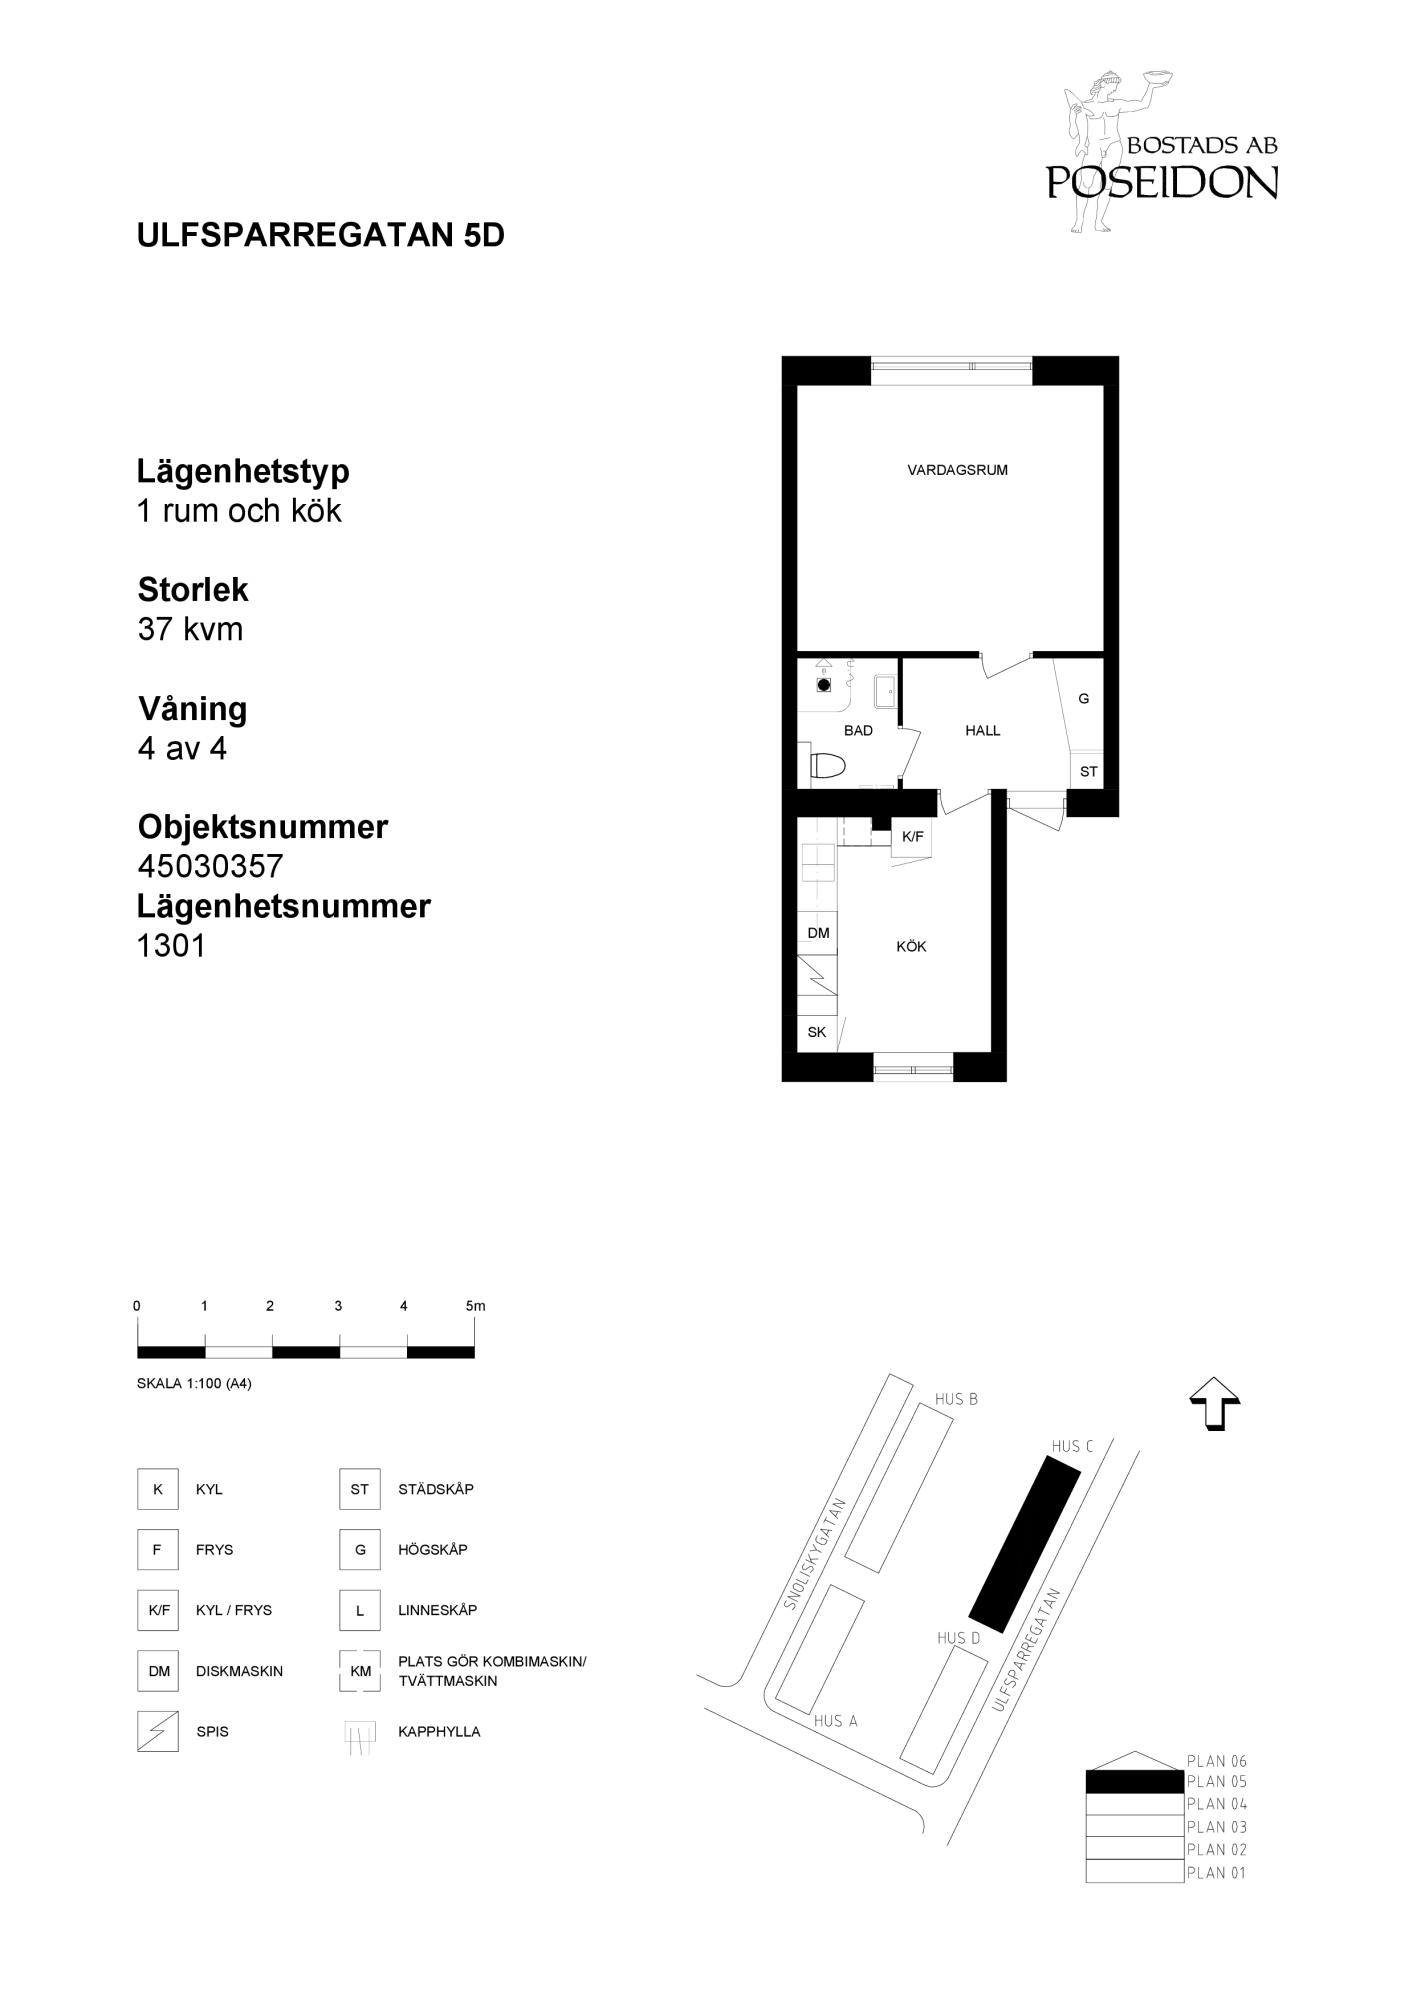 BOSTADS AB
POSEIDON
ULFSPARREGATAN 5D
Lägenhetstyp
1 rum och kök
Storlek
37 kvm
Våning
4 av 4
Objektsnummer
45030357
Lägenhetsnummer
1301
VARDAGSRUM
G
BAD
HALL
ST
K/F
DM
KÖK
SK
0 1 2 3 4 5m
SKALA 1:100 (A4)
K KYL
ST STÄDSKÅP
F FRYS
G HÖGSKÅP
K/F KYL / FRYS
L LINNESKÅP
DM DISKMASKIN
KM PLATS GÖR KOMBIMASKIN/
TVÄTTMASKIN
SPIS
KAPPHYLLA
HUS B
HUS C
SNOLISKYGATAN
ULFSPARREGATAN
HUS D
HUS A
PLAN 06
PLAN 05
PLAN 04
PLAN 03
PLAN 02
PLAN 01